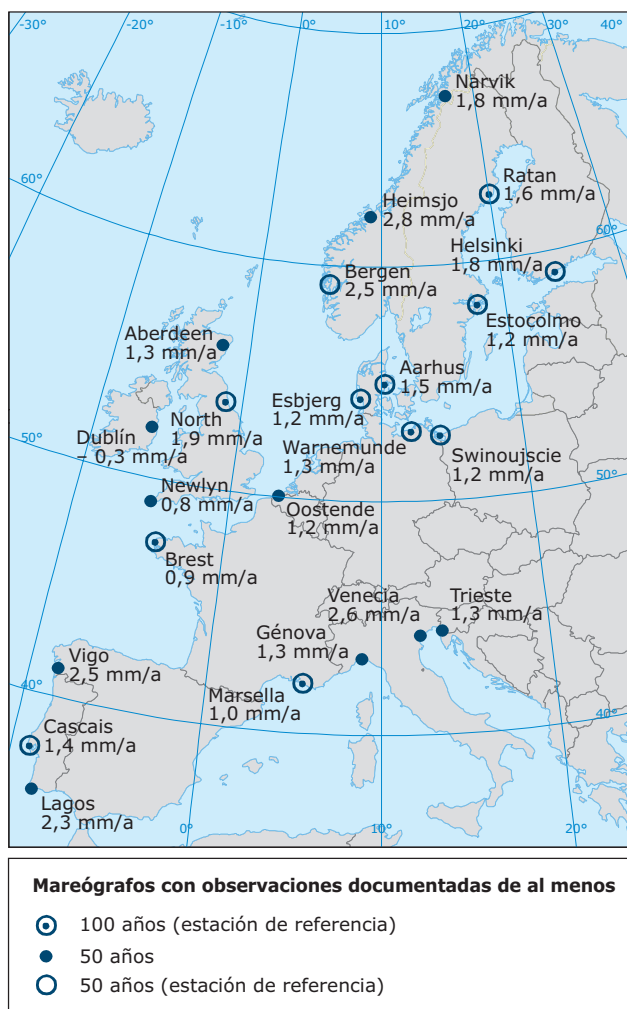 -30°
-20°
-10°
0°
10°
20°
30°
40°
Narvik
1,8 mm/a
60°
Ratan
1,6 mm/a
Heimsjo
2,8 mm/a
60°
Helsinki
1,8 mm/a
Bergen
2,5 mm/a
Estocolmo
1,2 mm/a
Aberdeen
1,3 mm/a
Aarhus
1,5 mm/a
Esbjerg
1,2 mm/a
50°
North
1,9 mm/a
Dublín
– 0,3 mm/a
Warnemunde
1,3 mm/a
Swinoujscie
1,2 mm/a
50°
Newlyn
0,8 mm/a
Oostende
1,2 mm/a
Brest
0,9 mm/a
Venecia
2,6 mm/a
Trieste
1,3 mm/a
Génova
1,3 mm/a
Vigo
2,5 mm/a
40°
Marsella
1,0 mm/a
40°
Cascais
1,4 mm/a
Lagos
2,3 mm/a
0°
10°
20°
Mareógrafos con observaciones documentadas de al menos
100 años (estación de referencia)
50 años
50 años (estación de referencia)